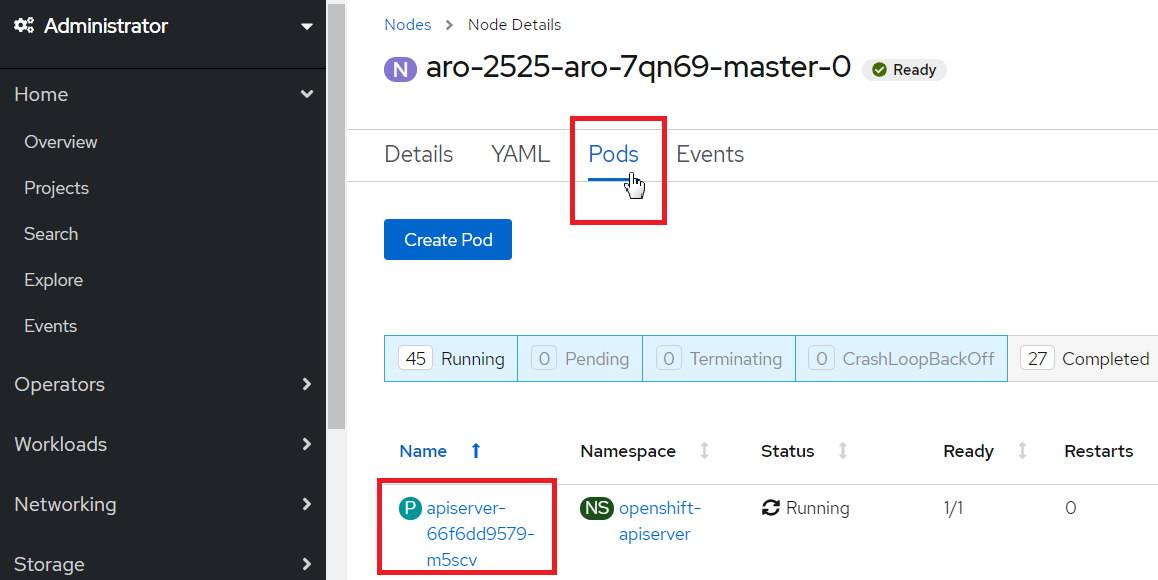 Administrator
Home
Overview
Projects
Search
Explore
Events
Operators
Workloads
Networking
Storage
Nodes > Node Details
N aro-2525-aro-7qn69-master-0 Ready
Details YAML Pods Events
Create Pod
45 Running 0 Pending 0 Terminating 0 CrashLoopBackOff 27 Completed
Name Namespace Status Ready Restarts
P apiserver- NS openshift- Running 1/1 0
66f6dd9579- apiserver
m5scv